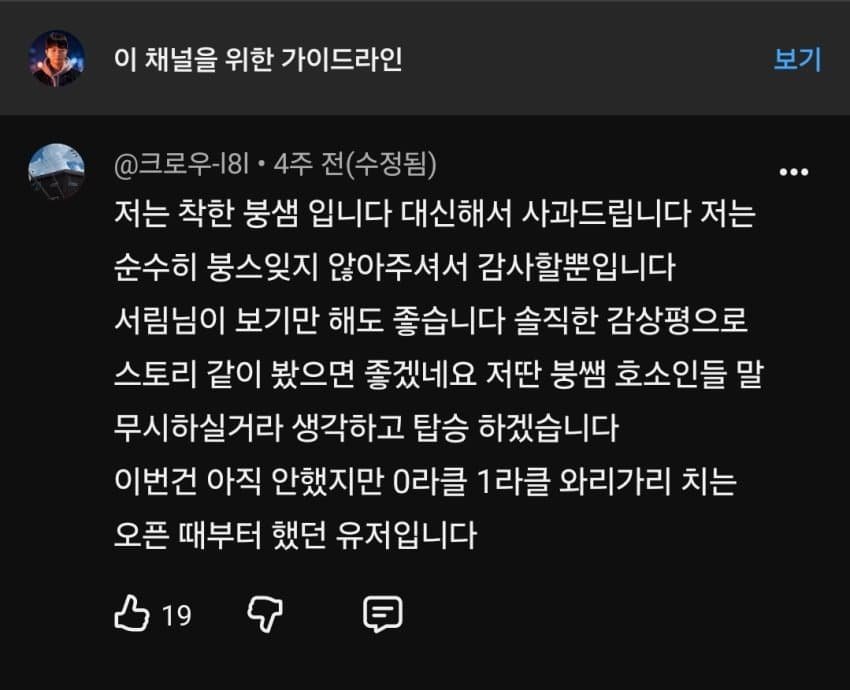 이 채널을 위한 가이드라인
보기
@크로우-l8l • 4주 전(수정됨)
저는 착한 붕샘 입니다 대신해서 사과드립니다 저는
순수히 붕스잊지 않아주셔서 감사할뿐입니다
서림님이 보기만 해도 좋습니다 솔직한 감상평으로
스토리 같이 봤으면 좋겠네요 저딴 붕쌤 호소인들 말
무시하실거라 생각하고 탑승 하겠습니다
이번건 아직 안했지만 0라클 1라클 와리가리 치는
오픈 때부터 했던 유저입니다
19